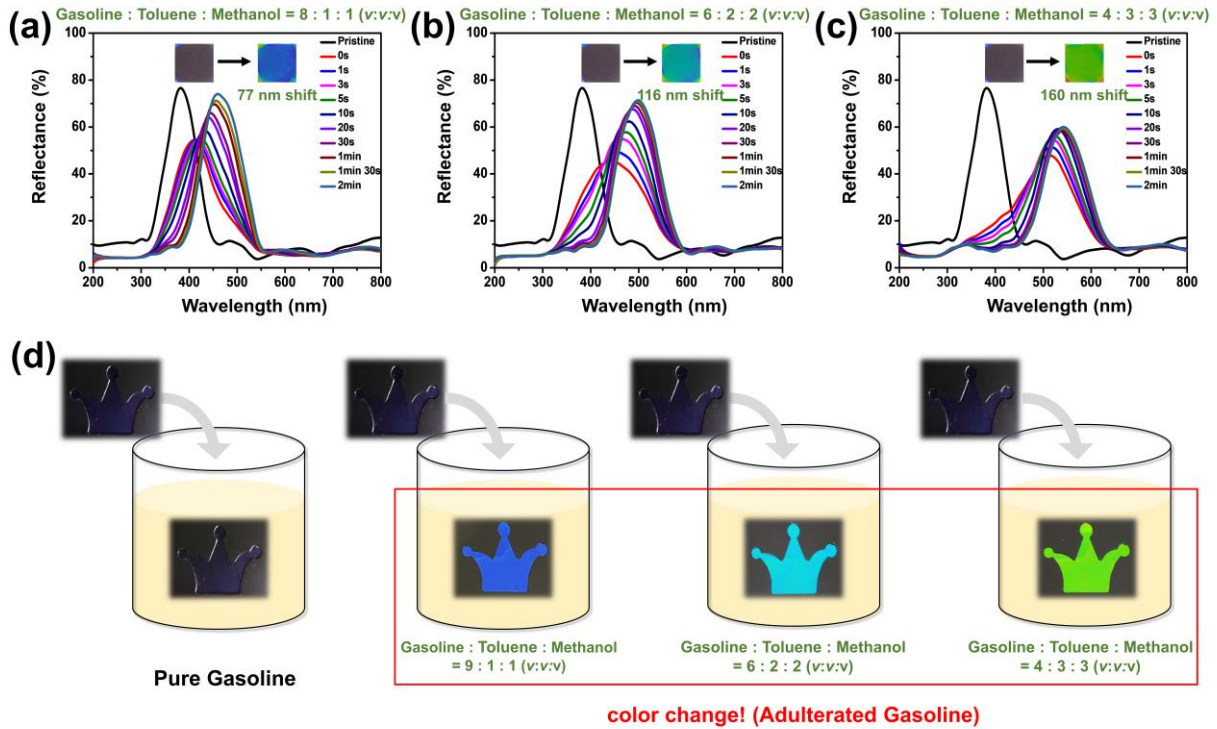 (a)
Gasoline : Toluene : Methanol = 8 : 1 : 1 (v:v:v)
100
80
60
40
20
0
Reflectance (%)
200 300 400 500 600 700 800
Wavelength (nm)
77 nm shift
Pristine
0s
1s
3s
5s
10s
20s
30s
1min
1min 30s
2min
(b)
Gasoline : Toluene : Methanol = 6 : 2 : 2 (v:v:v)
100
80
60
40
20
0
Reflectance (%)
200 300 400 500 600 700 800
Wavelength (nm)
116 nm shift
Pristine
0s
1s
3s
5s
10s
20s
30s
1min
1min 30s
2min
(c)
Gasoline : Toluene : Methanol = 4 : 3 : 3 (v:v:v)
100
80
60
40
20
0
Reflectance (%)
200 300 400 500 600 700 800
Wavelength (nm)
160 nm shift
Pristine
0s
1s
3s
5s
10s
20s
30s
1min
1min 30s
2min
(d)
Pure Gasoline
Gasoline : Toluene : Methanol
= 9 : 1 : 1 (v:v:v)
Gasoline : Toluene : Methanol
= 6 : 2 : 2 (v:v:v)
Gasoline : Toluene : Methanol
= 4 : 3 : 3 (v:v:v)
color change! (Adulterated Gasoline)